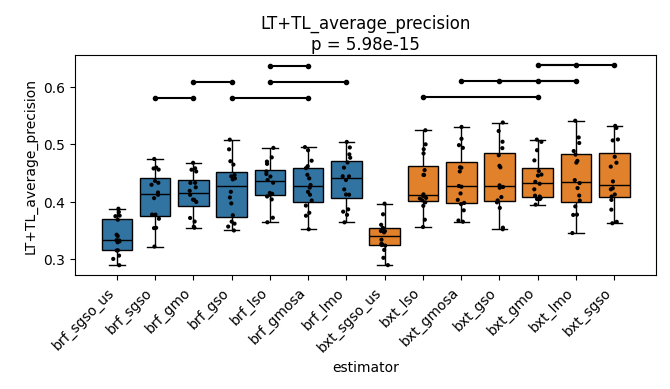 LT+TL_average_precision
p = 5.98e-15
LT+TL_average_precision
0.6
0.5
0.4
0.3
brf_sgso_us
brf_sgso
brf_gmo
brf_gso
brf_lso
brf_gmosa
brf_lmo
bxt_sgso_us
bxt_lso
bxt_gmosa
bxt_gso
bxt_gmo
bxt_lmo
bxt_sgso
estimator